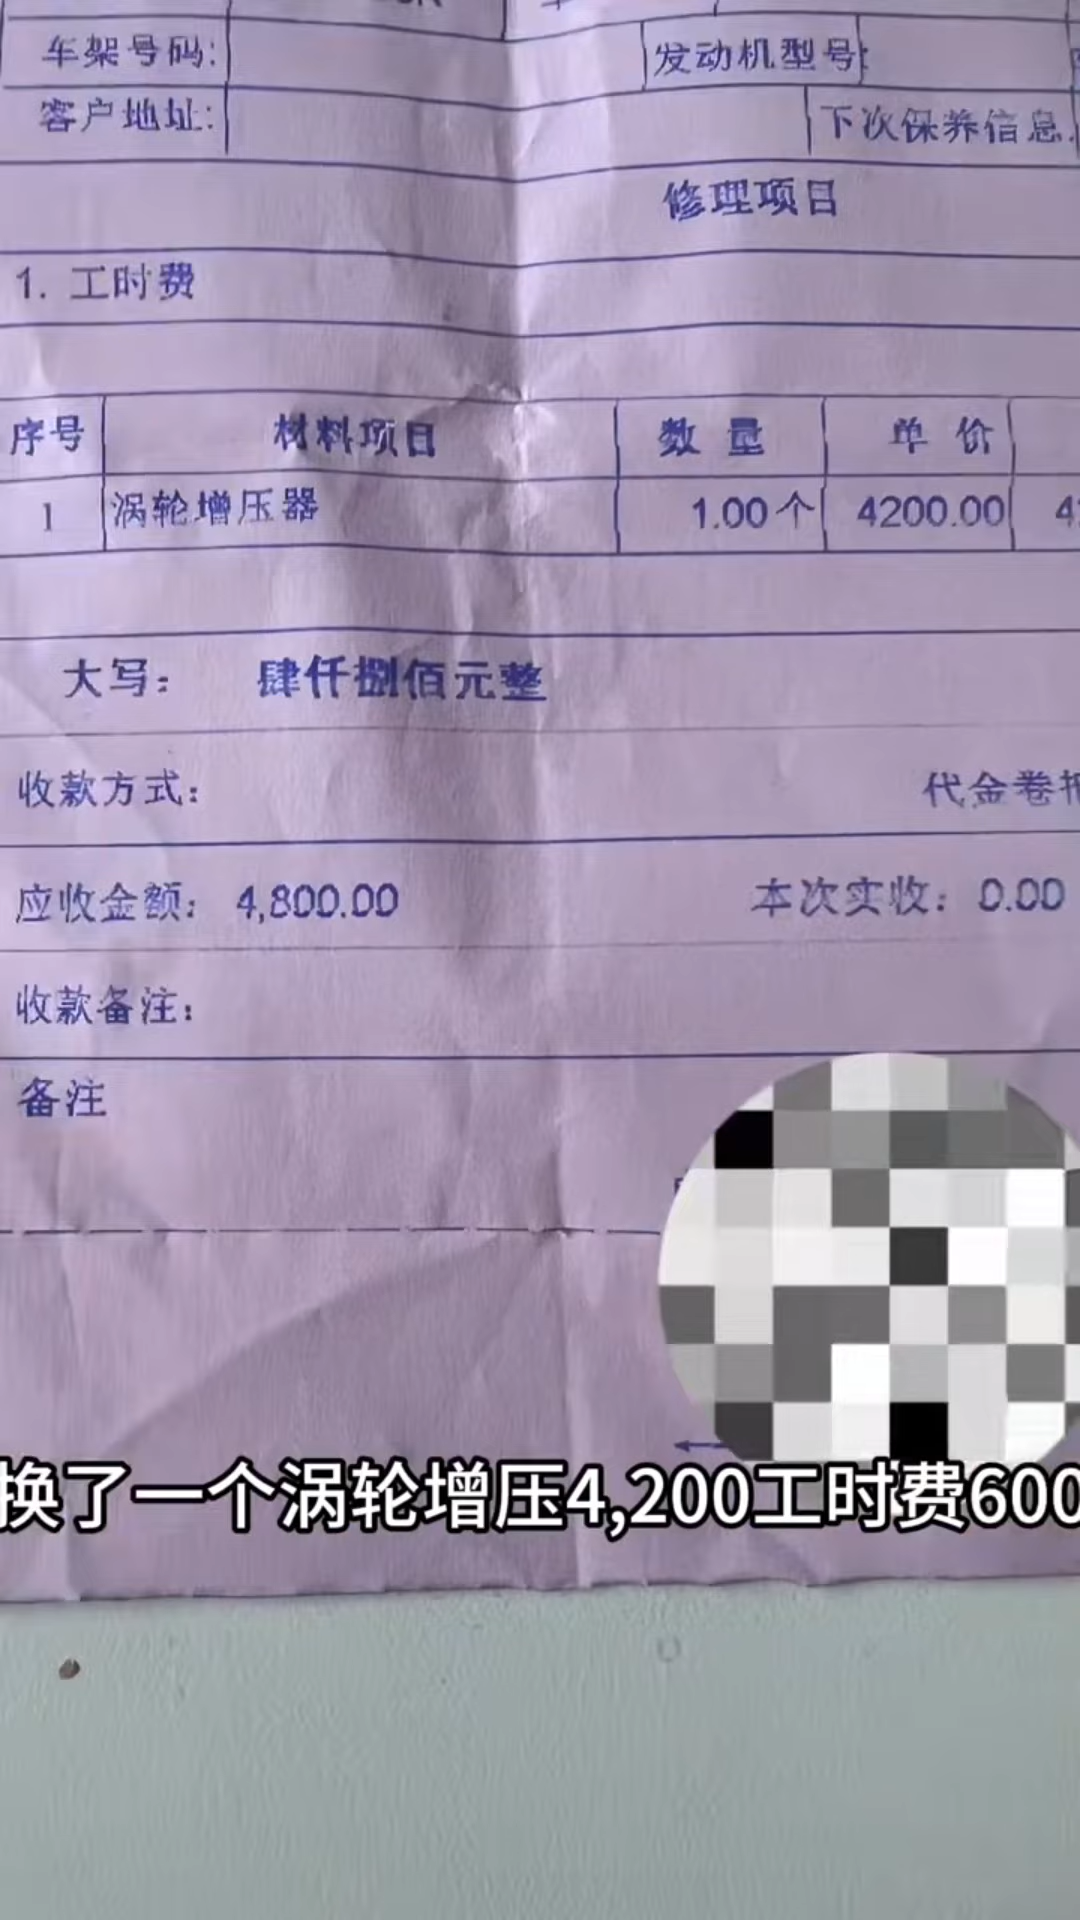 车架号码: 发动机型号:
客户地址: 下次保养信息
修理项目
1. 工时费
序号 材料项目 数量 单价
1 涡轮增压器 1.00个 4200.00
大写: 肆仟捌佰元整
收款方式: 代金卷
应收金额: 4,800.00 本次实收: 0.00
收款备注:
备注
换了一个涡轮增压4,200工时费600